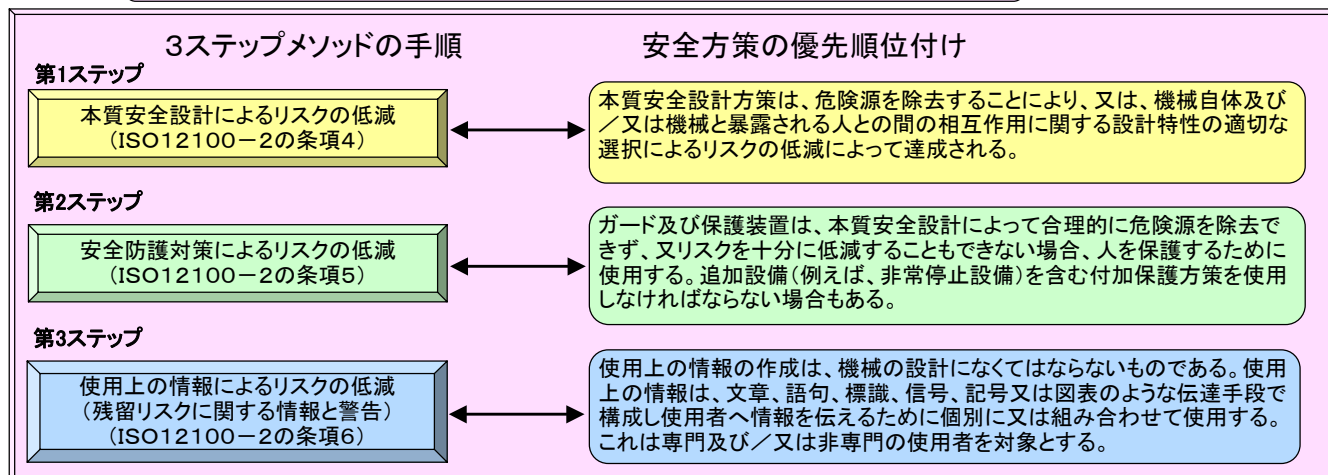 3ステップメソッドの手順
安全方策の優先順位付け
第1ステップ
本質安全設計によるリスクの低減
(ISO12100-2の条項4)
本質安全設計方策は、危険源を除去することにより、又は、機械自体及び
/又は機械と暴露される人との間の相互作用に関する設計特性の適切な
選択によるリスクの低減によって達成される。
第2ステップ
安全防護対策によるリスクの低減
(ISO12100-2の条項5)
ガード及び保護装置は、本質安全設計によって合理的に危険源を除去で
きず、又リスクを十分に低減することもできない場合、人を保護するために
使用する。追加設備(例えば、非常停止設備)を含む付加保護方策を使用
しなければならない場合もある。
第3ステップ
使用上の情報によるリスクの低減
(残留リスクに関する情報と警告)
(ISO12100-2の条項6)
使用上の情報の作成は、機械の設計になくてはならないものである。使用
上の情報は、文章、語句、標識、信号、記号又は図表のような伝達手段で
構成し使用者へ情報を伝えるために個別に又は組み合わせて使用する。
これは専門及び/又は非専門の使用者を対象とする。